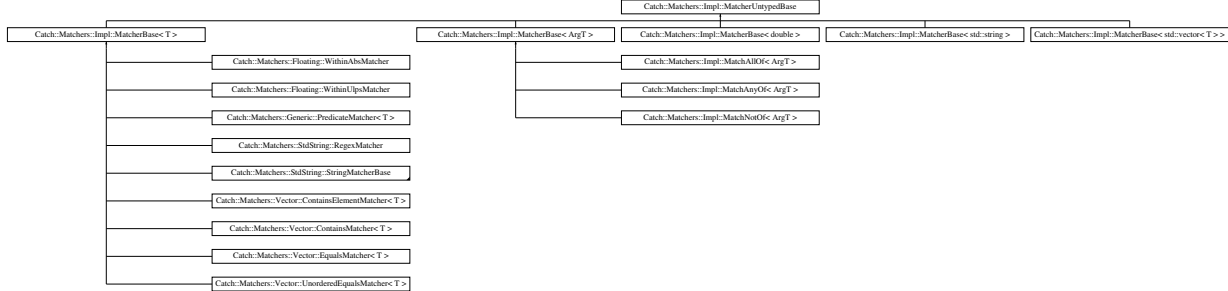 Catch::Matchers::Impl::MatcherUntypedBase
Catch::Matchers::Impl::MatcherBase< T >
Catch::Matchers::Impl::MatcherBase< ArgT >
Catch::Matchers::Impl::MatcherBase< double >
Catch::Matchers::Impl::MatcherBase< std::string >
Catch::Matchers::Impl::MatcherBase< std::vector< T > >
Catch::Matchers::Floating::WithinAbsMatcher
Catch::Matchers::Impl::MatchAllOf< ArgT >
Catch::Matchers::Floating::WithinUlpsMatcher
Catch::Matchers::Impl::MatchAnyOf< ArgT >
Catch::Matchers::Generic::PredicateMatcher< T >
Catch::Matchers::Impl::MatchNotOf< ArgT >
Catch::Matchers::StdString::RegexMatcher
Catch::Matchers::StdString::StringMatcherBase
Catch::Matchers::Vector::ContainsElementMatcher< T >
Catch::Matchers::Vector::ContainsMatcher< T >
Catch::Matchers::Vector::EqualsMatcher< T >
Catch::Matchers::Vector::UnorderedEqualsMatcher< T >